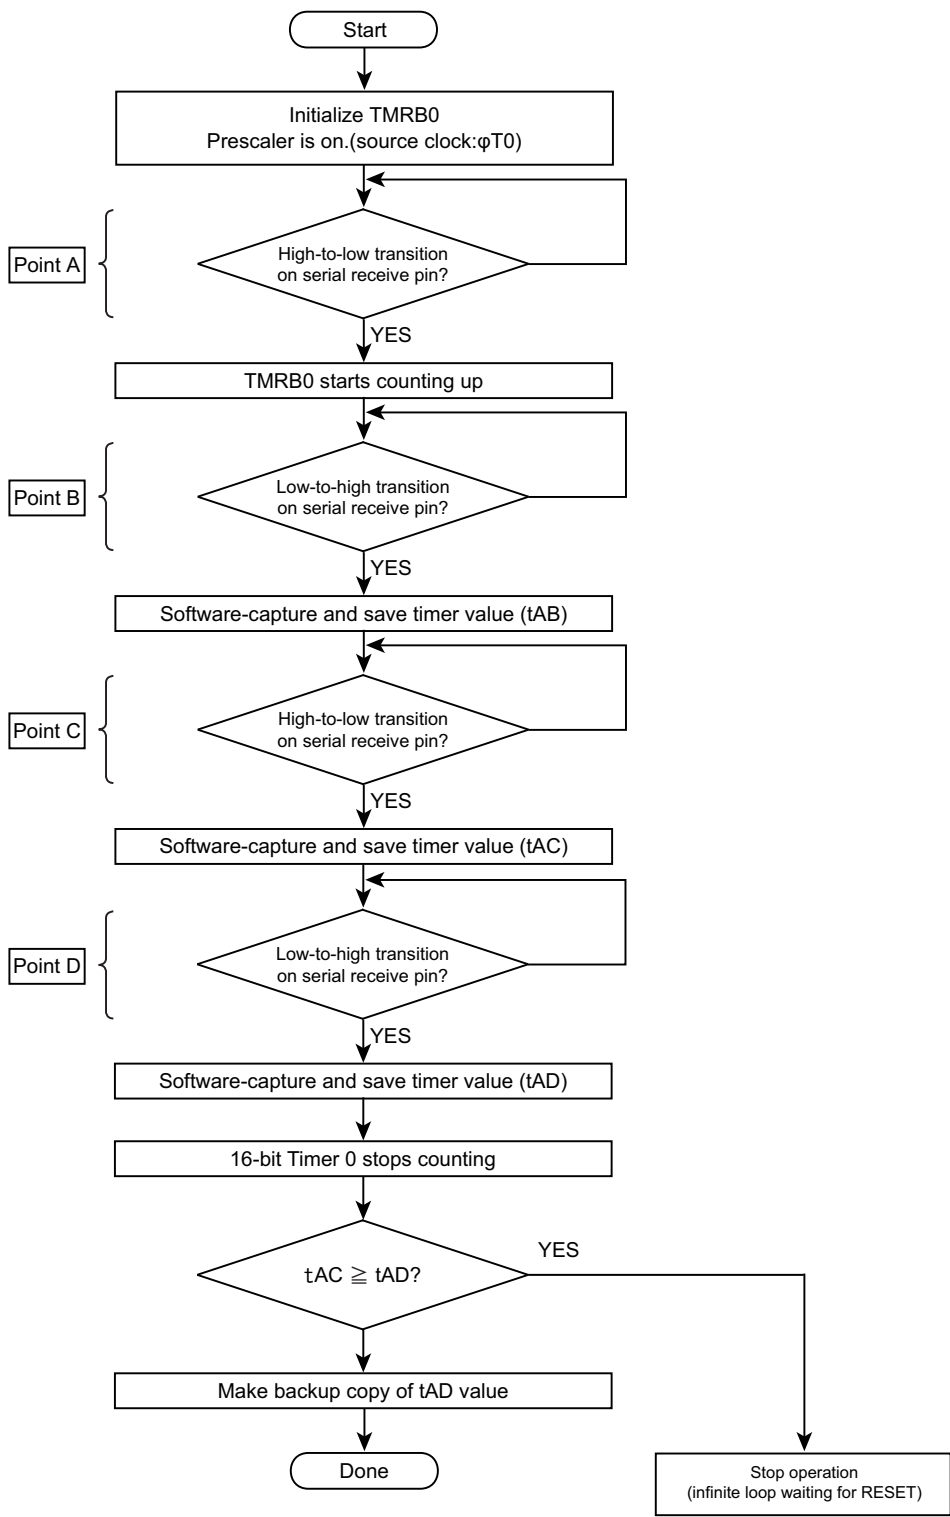 Start
Initialize TMRB0
Prescaler is on.(source clock:φT0)
Point A
High-to-low transition
on serial receive pin?
YES
TMRB0 starts counting up
Point B
Low-to-high transition
on serial receive pin?
YES
Software-capture and save timer value (tAB)
Point C
High-to-low transition
on serial receive pin?
YES
Software-capture and save timer value (tAC)
Point D
Low-to-high transition
on serial receive pin?
YES
Software-capture and save timer value (tAD)
16-bit Timer 0 stops counting
tAC ≧ tAD?
YES
Make backup copy of tAD value
Done
Stop operation
(infinite loop waiting for RESET)